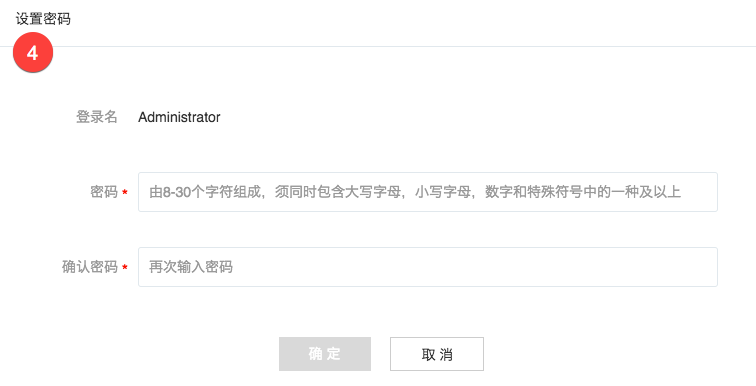 设置密码
4
登录名 Administrator
密码 * 由8-30个字符组成，须同时包含大写字母，小写字母，数字和特殊符号中的一种及以上
确认密码 * 再次输入密码
确 定 取 消